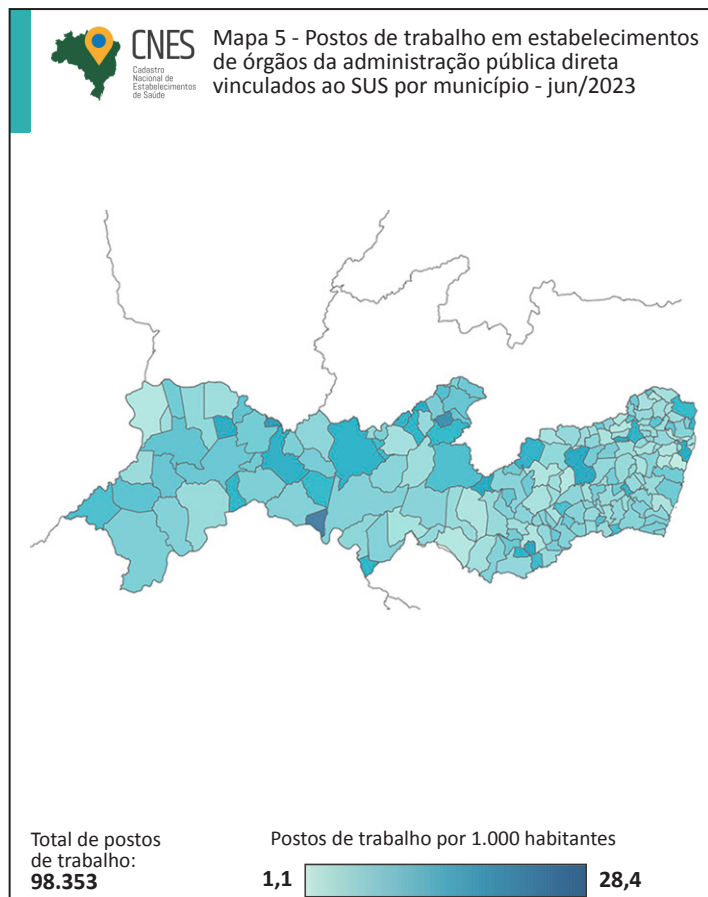 CNES
Cadastro
Nacional de
Estabelecimentos
de Saúde
Mapa 5 - Postos de trabalho em estabelecimentos
de órgãos da administração pública direta
vinculados ao SUS por município - jun/2023
Total de postos
de trabalho:
98.353
Postos de trabalho por 1.000 habitantes
1,1
28,4